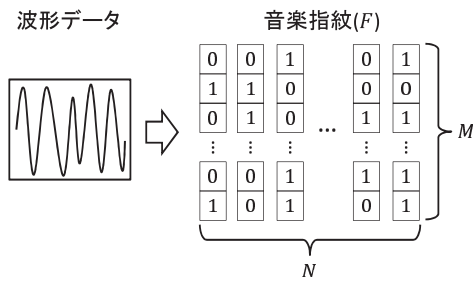 波形データ
音楽指紋(F)
0 0 1 0 1
1 1 0 0 0
0 1 0 … 1 1
⋮ ⋮ ⋮ ⋮ ⋮
0 0 1 1 1
1 0 1 0 1
M
N